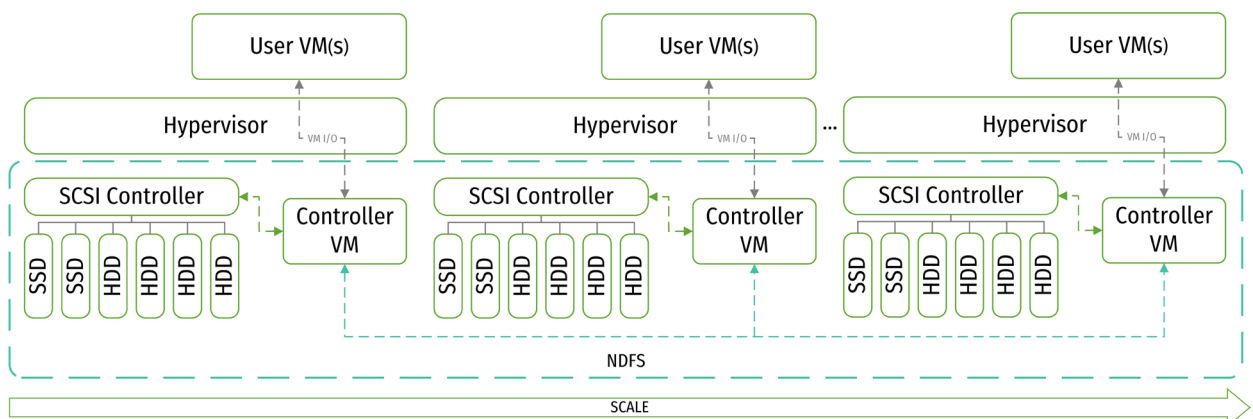 User VM(s)
User VM(s)
User VM(s)
Hypervisor
VM I/O
Hypervisor
VM I/O
...
Hypervisor
VM I/O
SCSI Controller
Controller
VM
SSD
SSD
HDD
HDD
HDD
HDD
SCSI Controller
Controller
VM
SSD
SSD
HDD
HDD
HDD
HDD
SCSI Controller
Controller
VM
SSD
SSD
HDD
HDD
HDD
HDD
NDFS
SCALE